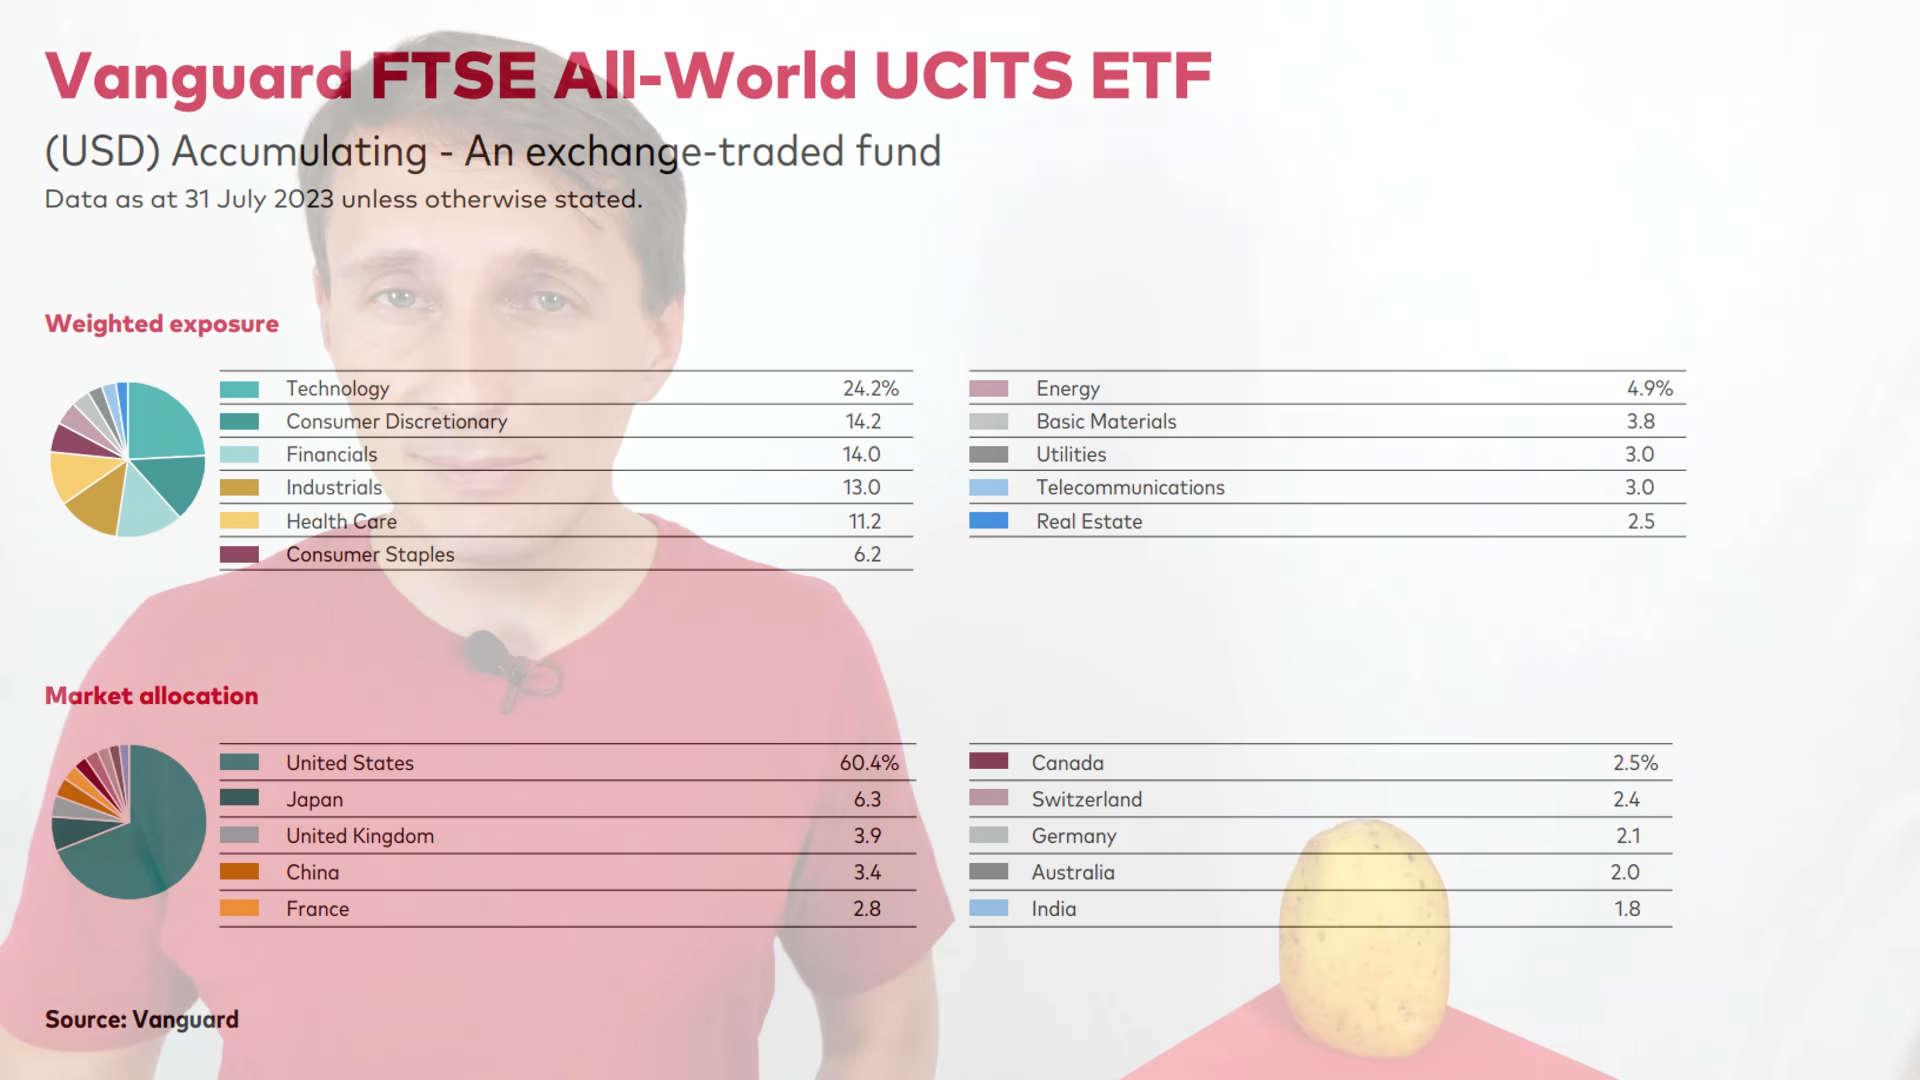 Vanguard FTSE All-World UCITS ETF
(USD) Accumulating - An exchange-traded fund
Data as at 31 July 2023 unless otherwise stated.
Weighted exposure
Technology 24.2%
Consumer Discretionary 14.2
Financials 14.0
Industrials 13.0
Health Care 11.2
Consumer Staples 6.2
Energy 4.9%
Basic Materials 3.8
Utilities 3.0
Telecommunications 3.0
Real Estate 2.5
Market allocation
United States 60.4%
Japan 6.3
United Kingdom 3.9
China 3.4
France 2.8
Canada 2.5%
Switzerland 2.4
Germany 2.1
Australia 2.0
India 1.8
Source: Vanguard